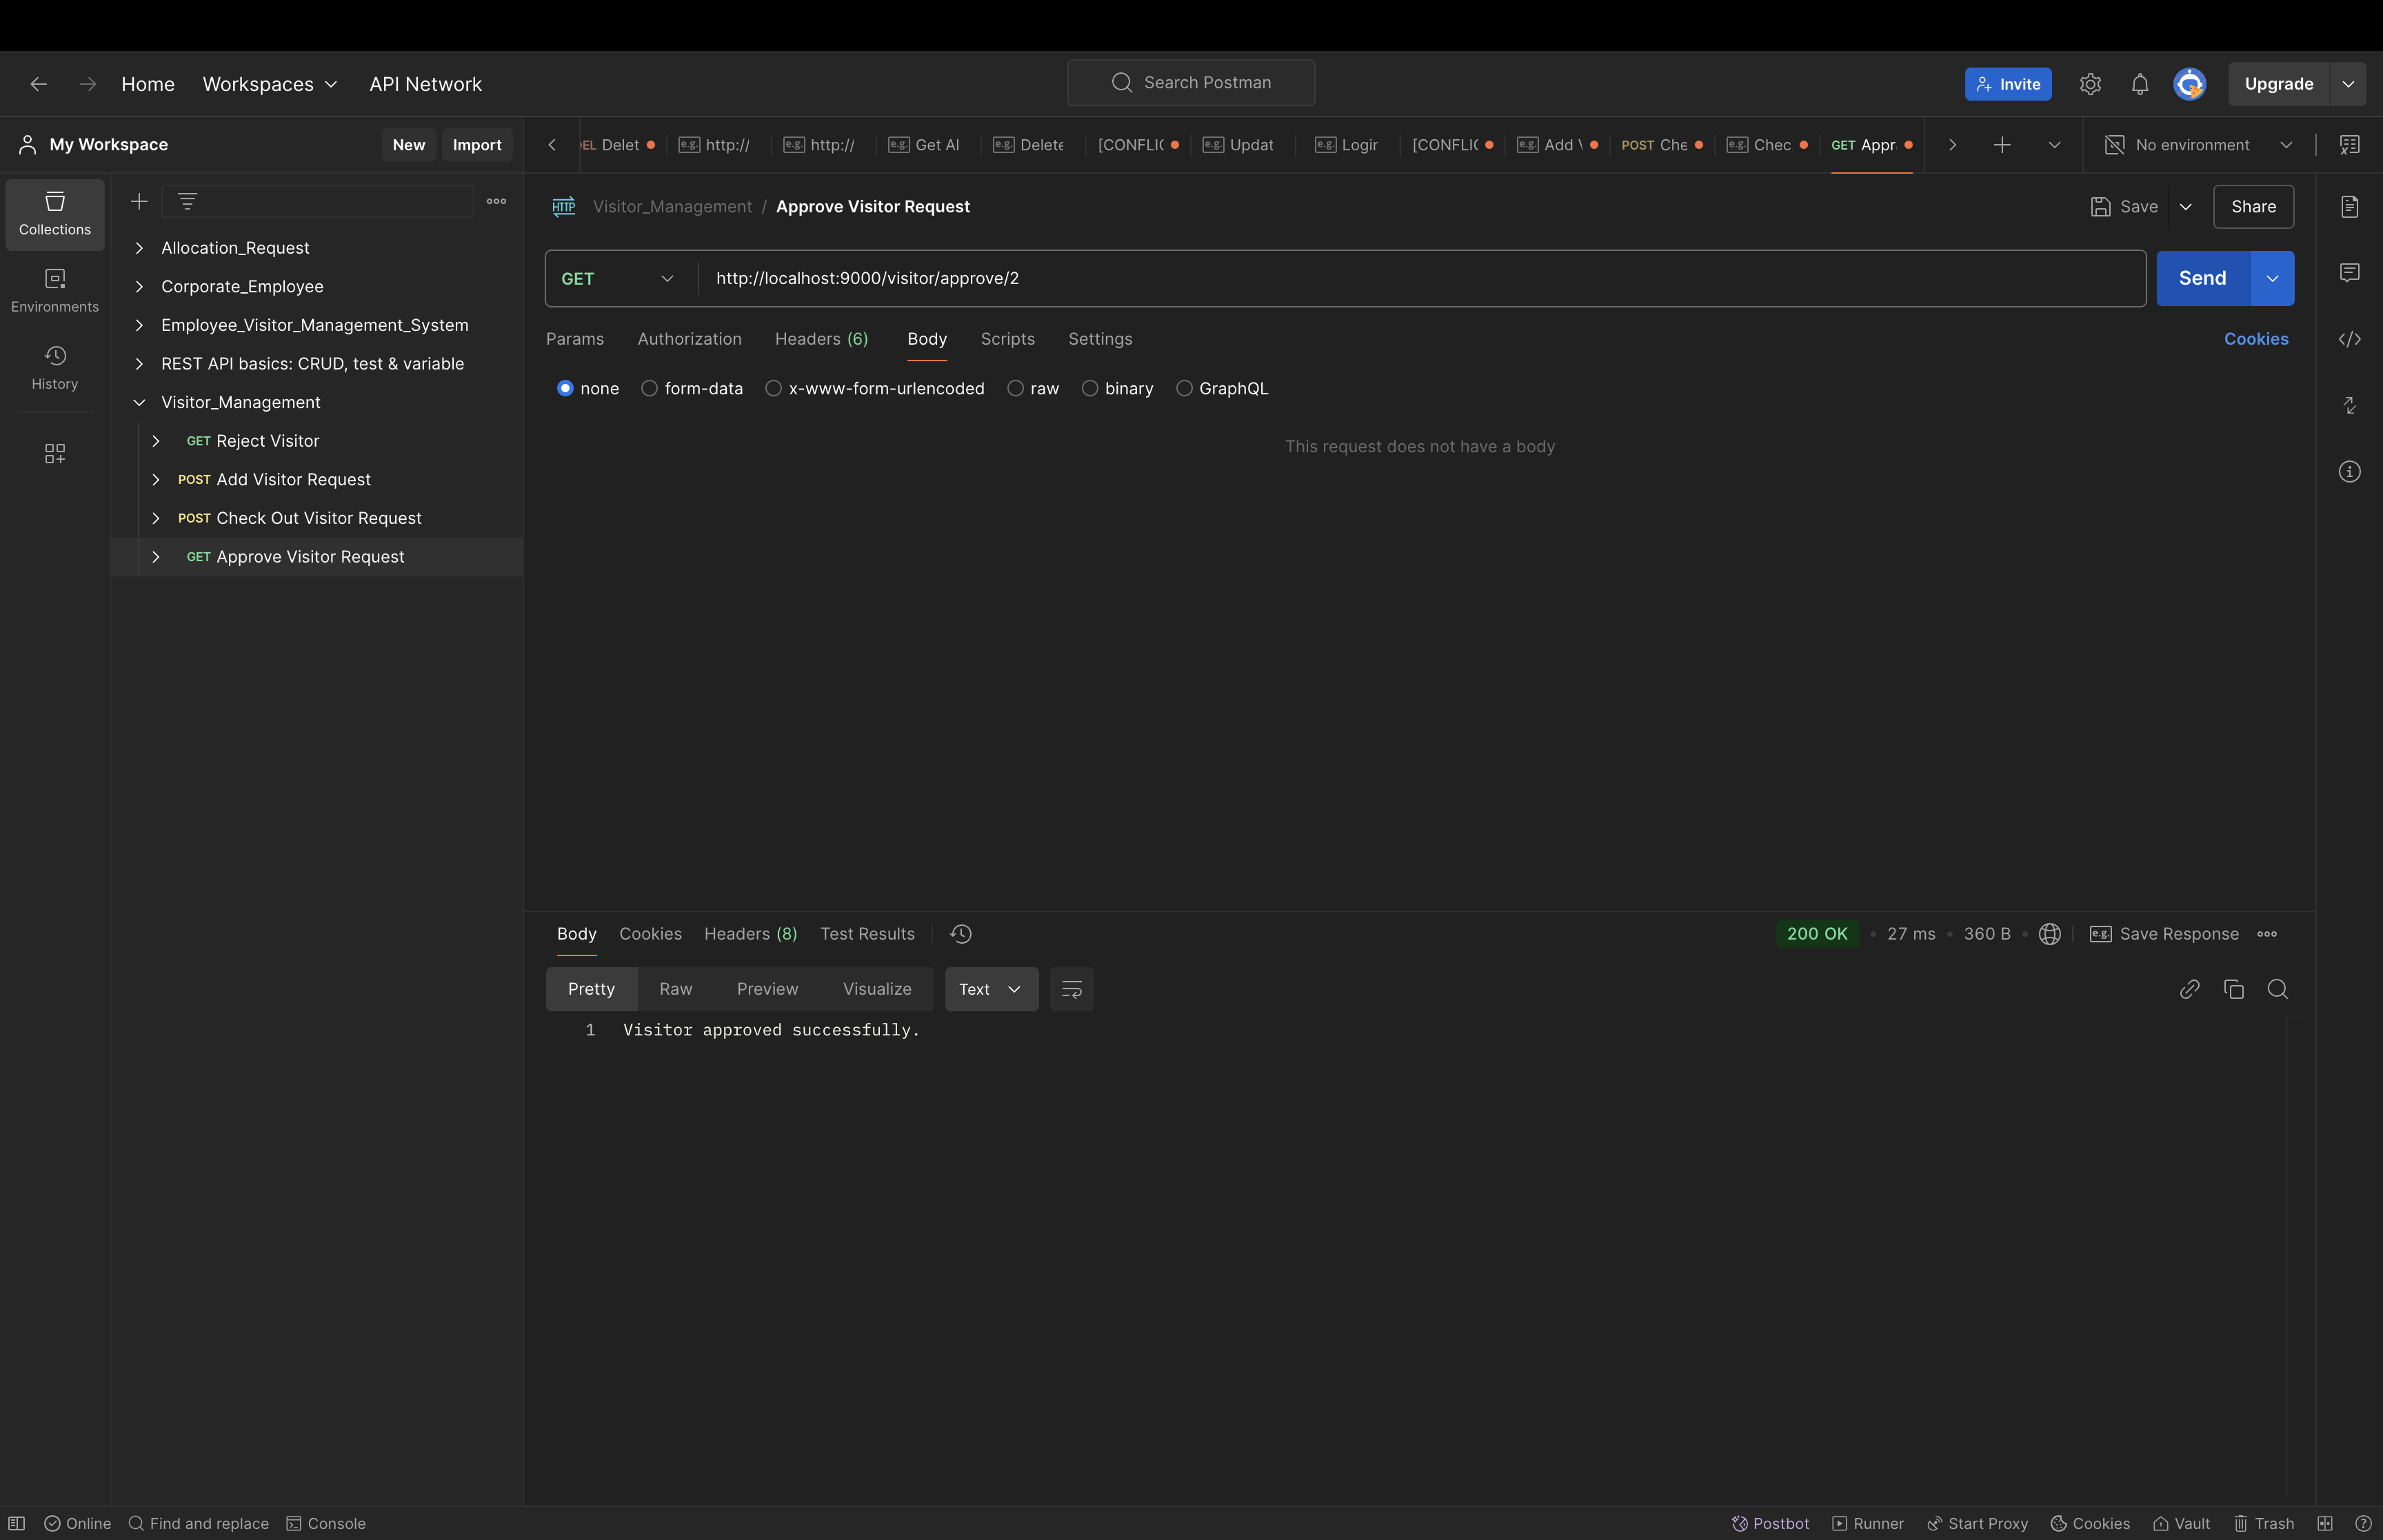 Home Workspaces API Network Search Postman Invite Upgrade
My Workspace New Import
EL Delet e.g. http:// e.g. http:// e.g. Get Al e.g. Delete [CONFLIC e.g. Updat e.g. Logir [CONFLIC e.g. Add POST Che e.g. Chec GET Appr No environment
Collections
Environments
History
Allocation_Request
Corporate_Employee
Employee_Visitor_Management_System
REST API basics: CRUD, test & variable
Visitor_Management
GET Reject Visitor
POST Add Visitor Request
POST Check Out Visitor Request
GET Approve Visitor Request
HTTP Visitor_Management / Approve Visitor Request Save Share
GET http://localhost:9000/visitor/approve/2 Send
Params Authorization Headers (6) Body Scripts Settings Cookies
none form-data x-www-form-urlencoded raw binary GraphQL
This request does not have a body
Body Cookies Headers (8) Test Results 200 OK 27 ms 360 B e.g. Save Response
Pretty Raw Preview Visualize Text
1 Visitor approved successfully.
Online Find and replace Console Postbot Runner Start Proxy Cookies Vault Trash